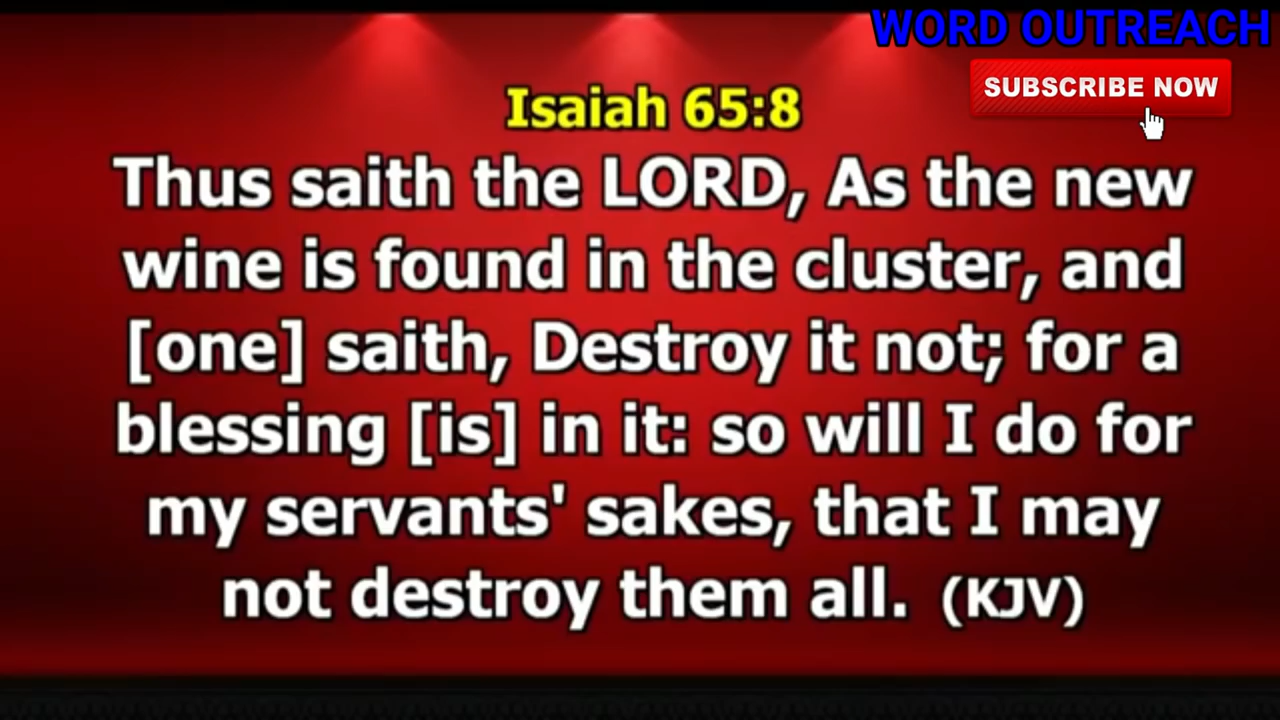 WORD OUTREACH
SUBSCRIBE NOW
Isaiah 65:8
Thus saith the LORD, As the new
wine is found in the cluster, and
[one] saith, Destroy it not; for a
blessing [is] in it: so will I do for
my servants' sakes, that I may
not destroy them all. (KJV)